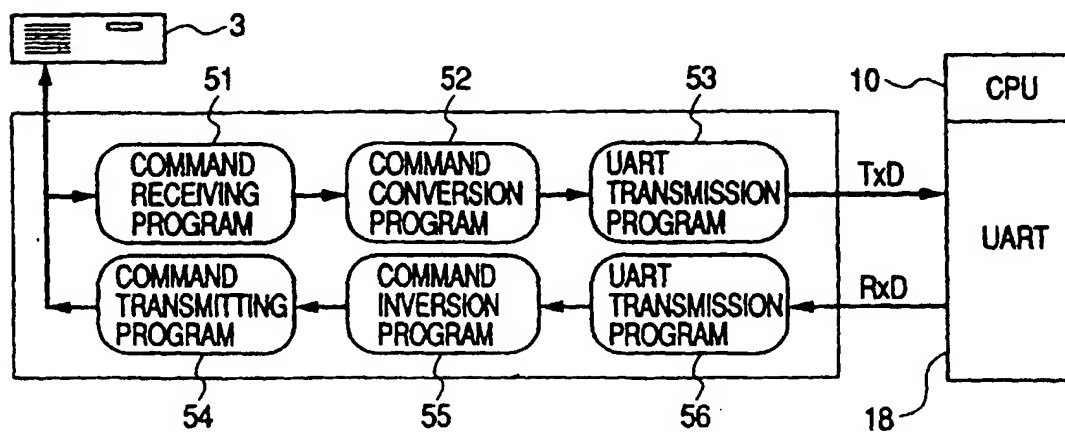 3
51
52
53
10
CPU
COMMAND
RECEIVING
PROGRAM
COMMAND
CONVERSION
PROGRAM
UART
TRANSMISSION
PROGRAM
TxD
UART
COMMAND
TRANSMITTING
PROGRAM
COMMAND
INVERSION
PROGRAM
UART
TRANSMISSION
PROGRAM
RxD
54
55
56
18